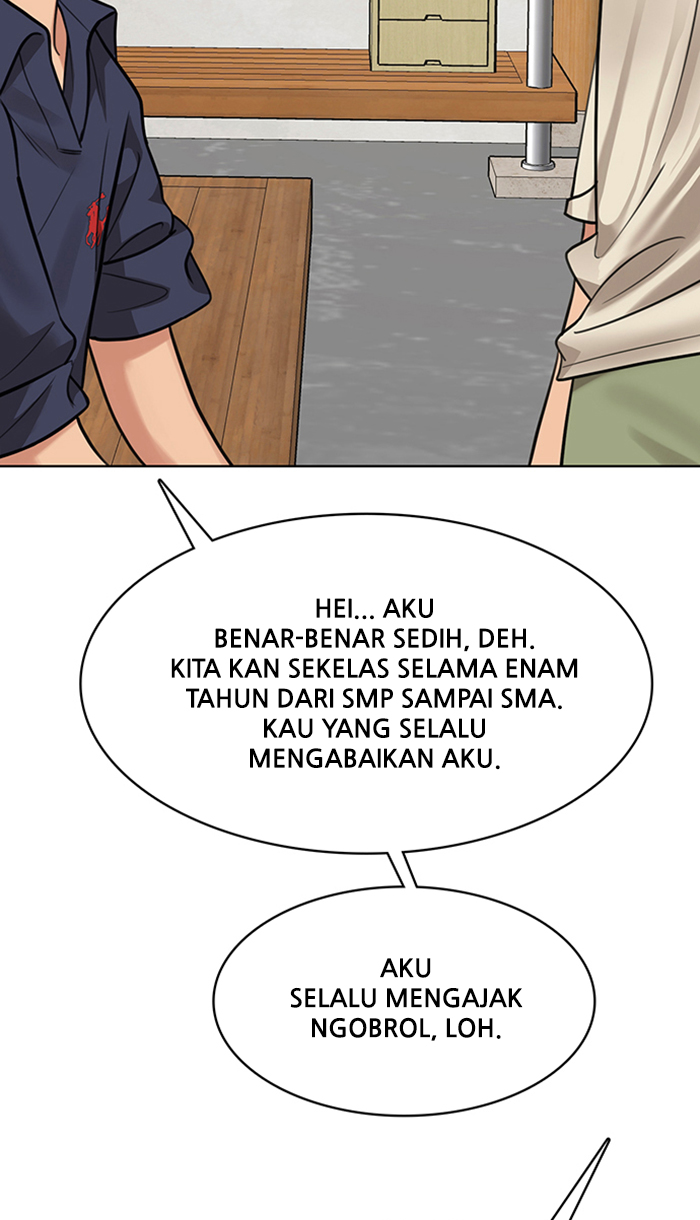 HEI... AKU
BENAR-BENAR SEDIH, DEH.
KITA KAN SEKELAS SELAMA ENAM
TAHUN DARI SMP SAMPAI SMA.
KAU YANG SELALU
MENGABAIKAN AKU.
AKU
SELALU MENGAJAK
NGOBROL, LOH.